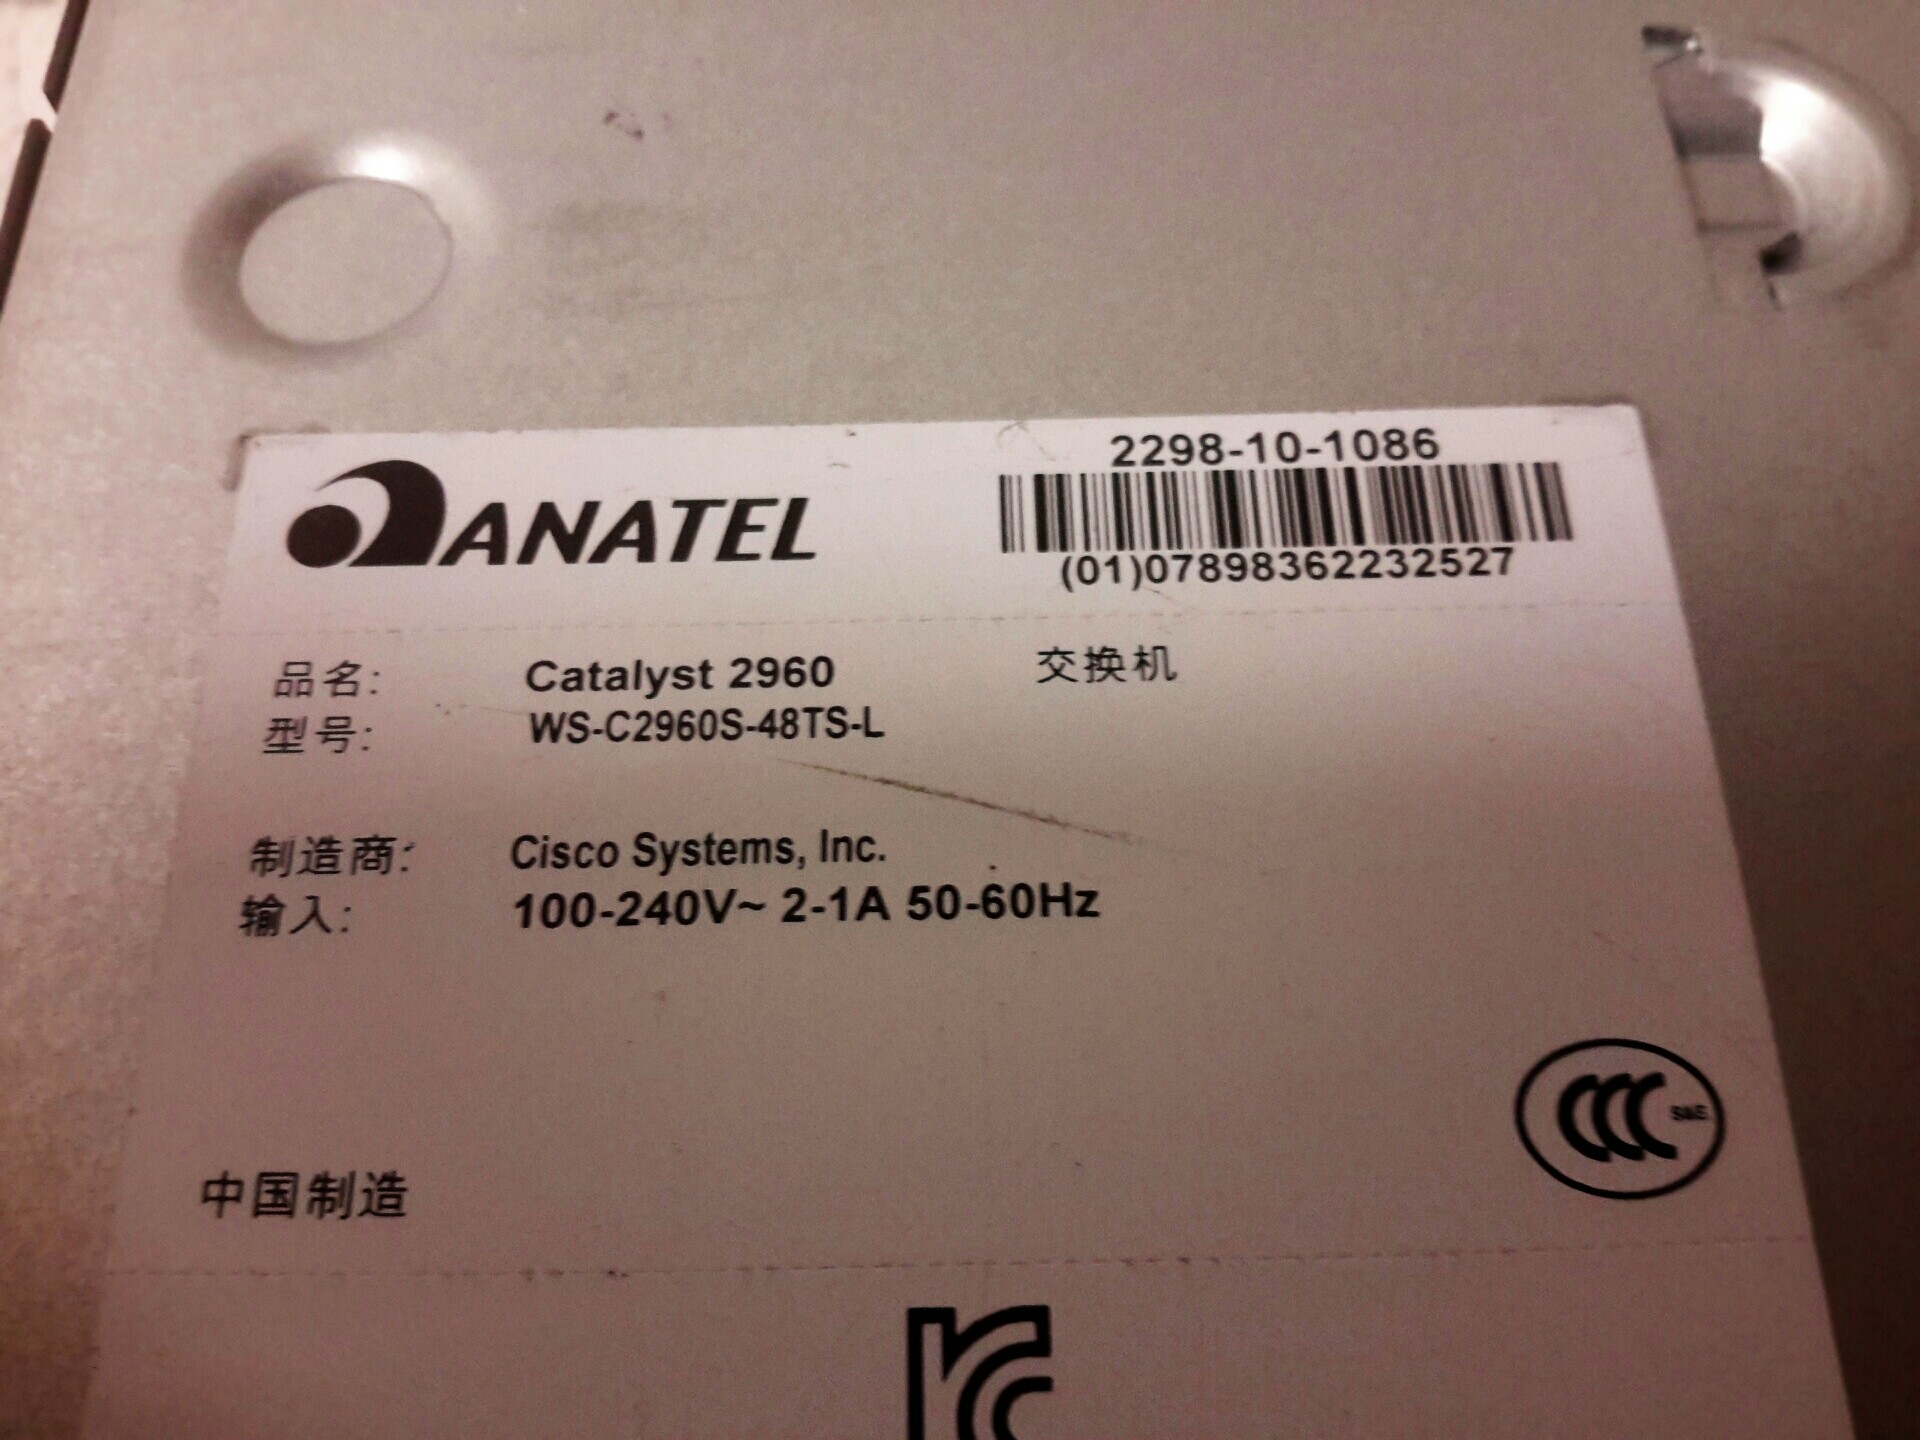 2298-10-1086
ANATEL
(01)07898362232527
品名: Catalyst 2960 交换机
型号: WS-C2960S-48TS-L
制造商: Cisco Systems, Inc.
输入: 100-240V~ 2-1A 50-60Hz
CCC S&E
中国制造